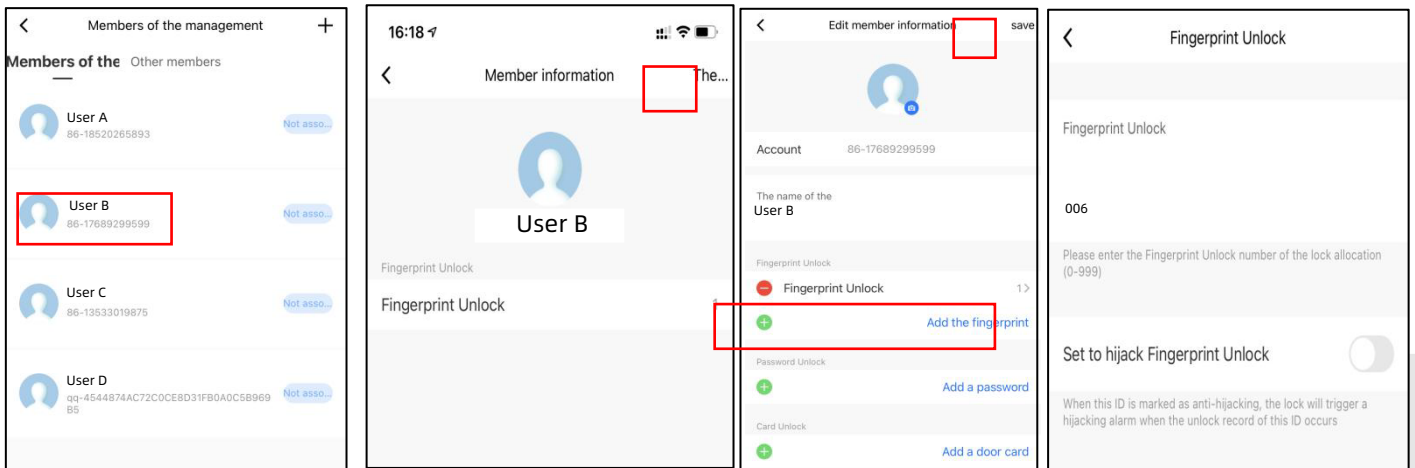 Members of the management
+
Members of the
Other members
User A
86-18520265893
Not asso...
User B
86-17689299599
Not asso...
User C
86-13533019875
Not asso...
User D
qq-4544874AC72C0CE8D31FB0A0C5B969
B5
Not asso...
16:18
Member information
The...
User B
Fingerprint Unlock
Fingerprint Unlock
Edit member information
save
Account
86-17689299599
The name of the
User B
Fingerprint Unlock
Fingerprint Unlock
1
Add the fingerprint
Password Unlock
Add a password
Card Unlock
Add a door card
Fingerprint Unlock
Fingerprint Unlock
006
Please enter the Fingerprint Unlock number of the lock allocation
(0-999)
Set to hijack Fingerprint Unlock
When this ID is marked as anti-hijacking, the lock will trigger a
hijacking alarm when the unlock record of this ID occurs